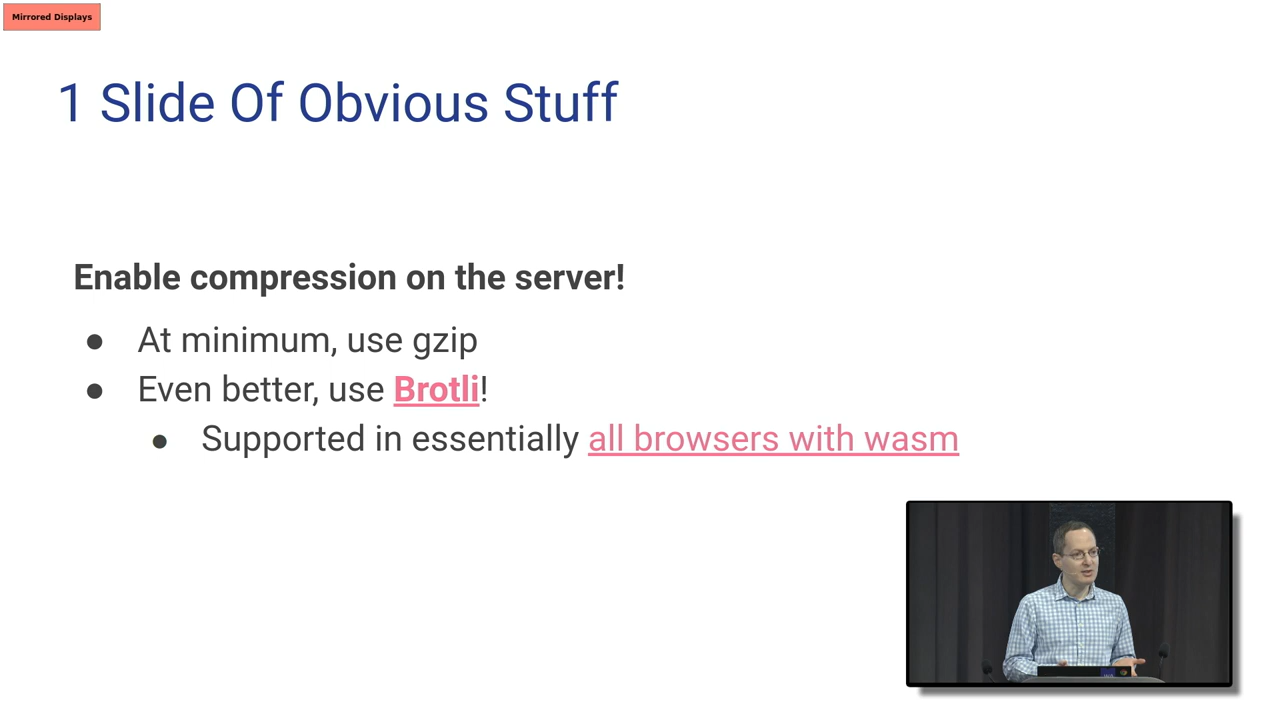 Mirrored Displays
1 Slide Of Obvious Stuff
Enable compression on the server!
● At minimum, use gzip
● Even better, use Brotli!
● Supported in essentially all browsers with wasm